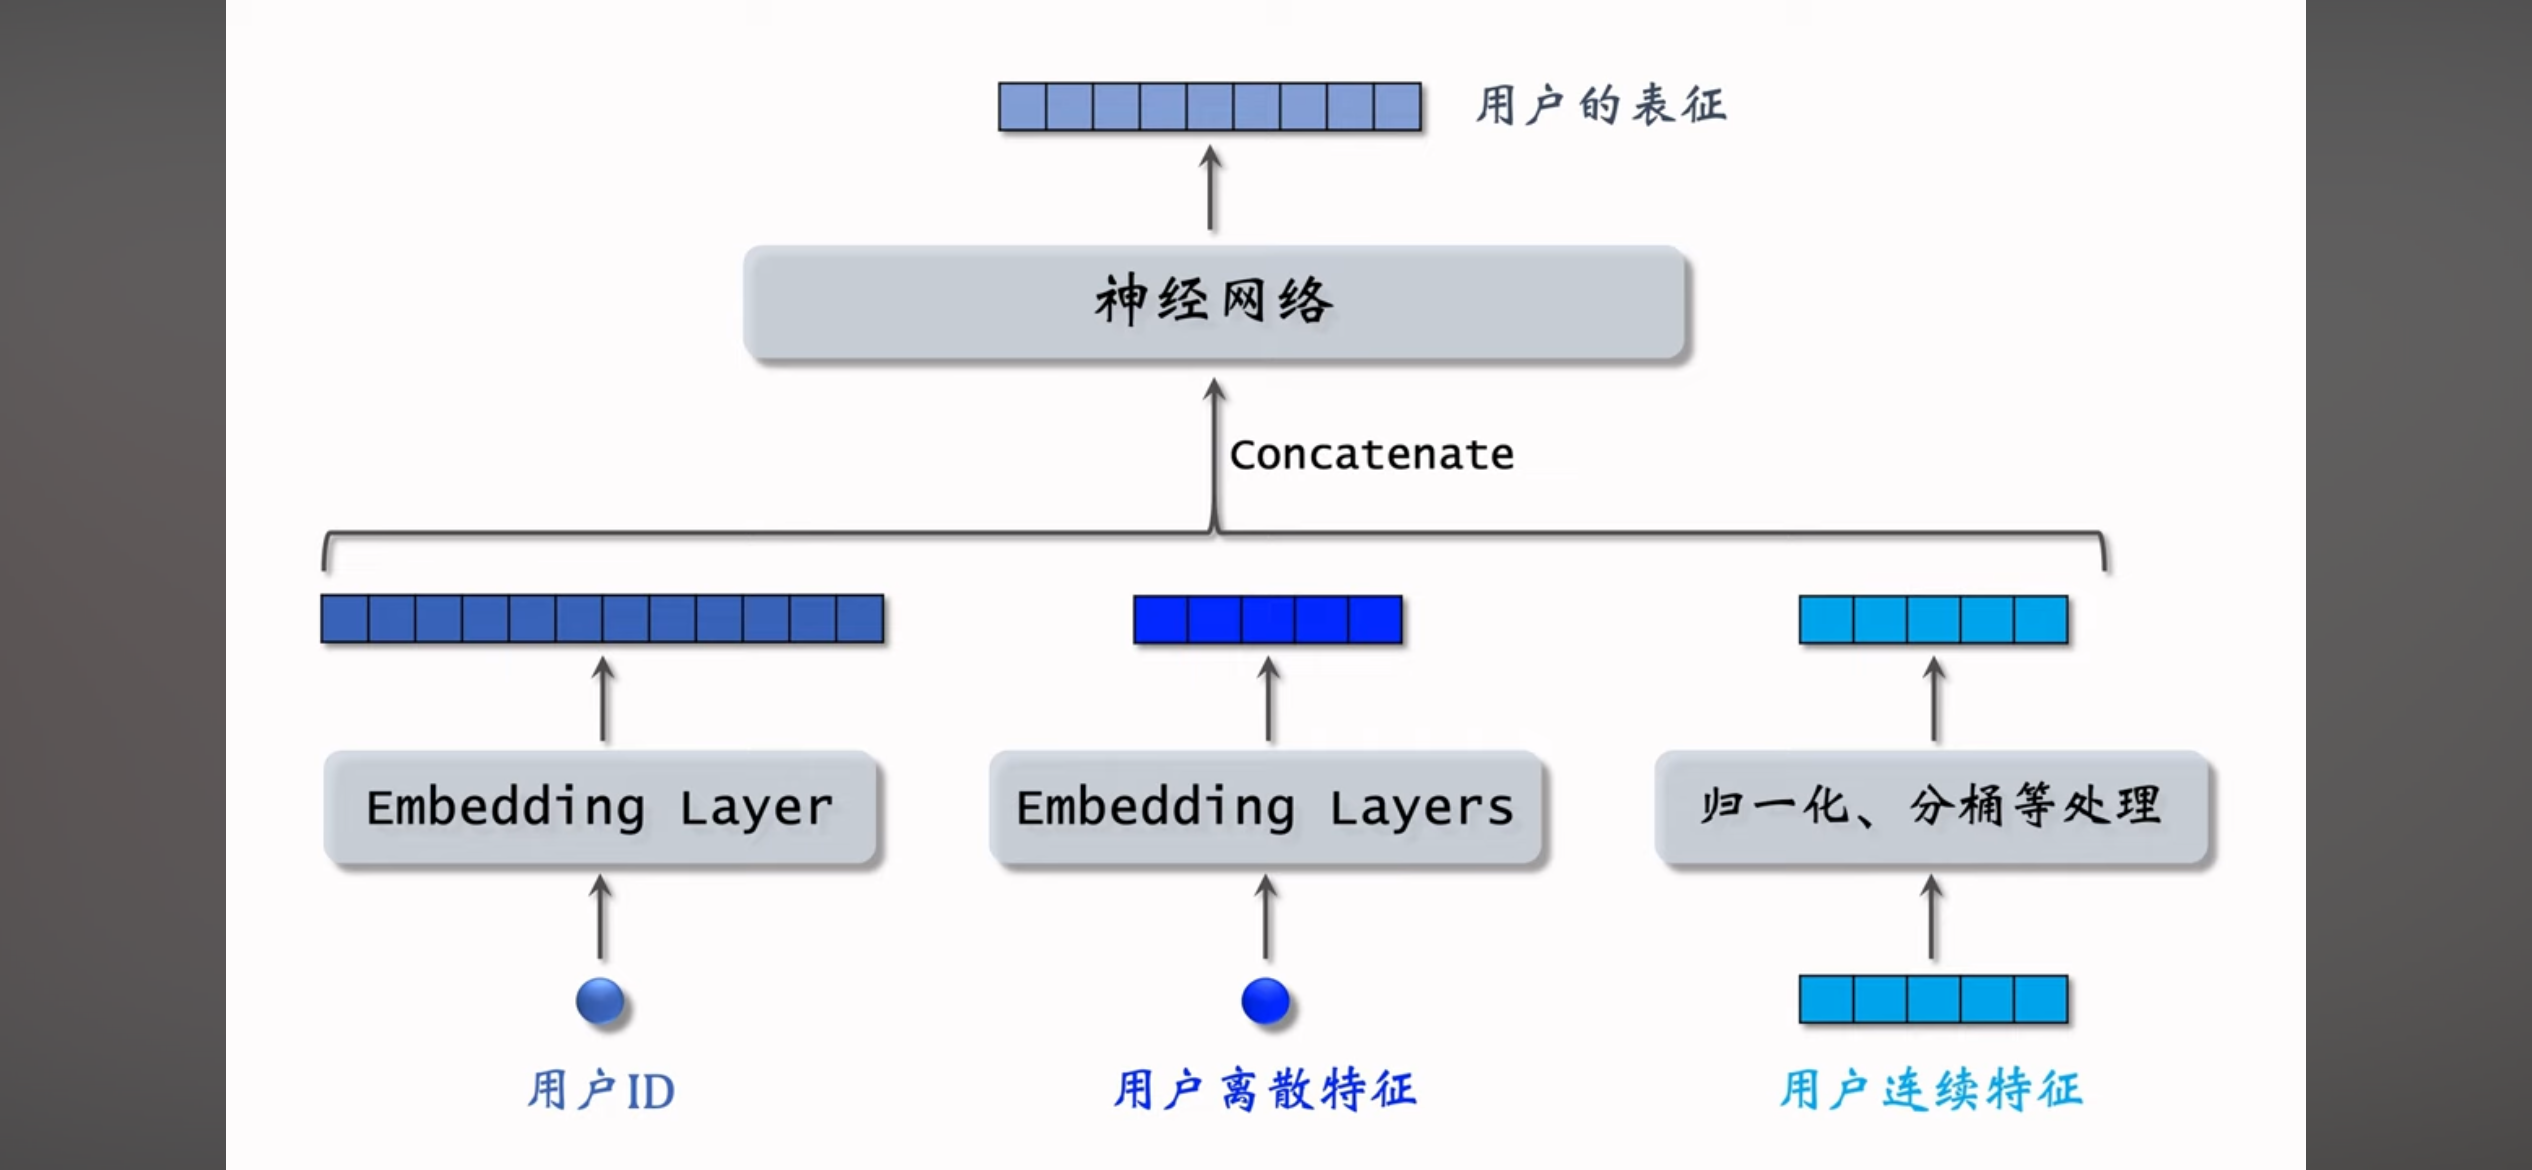 用户的表征
神经网络
Concatenate
Embedding Layer
Embedding Layers
归一化、分桶等处理
用户ID
用户离散特征
用户连续特征